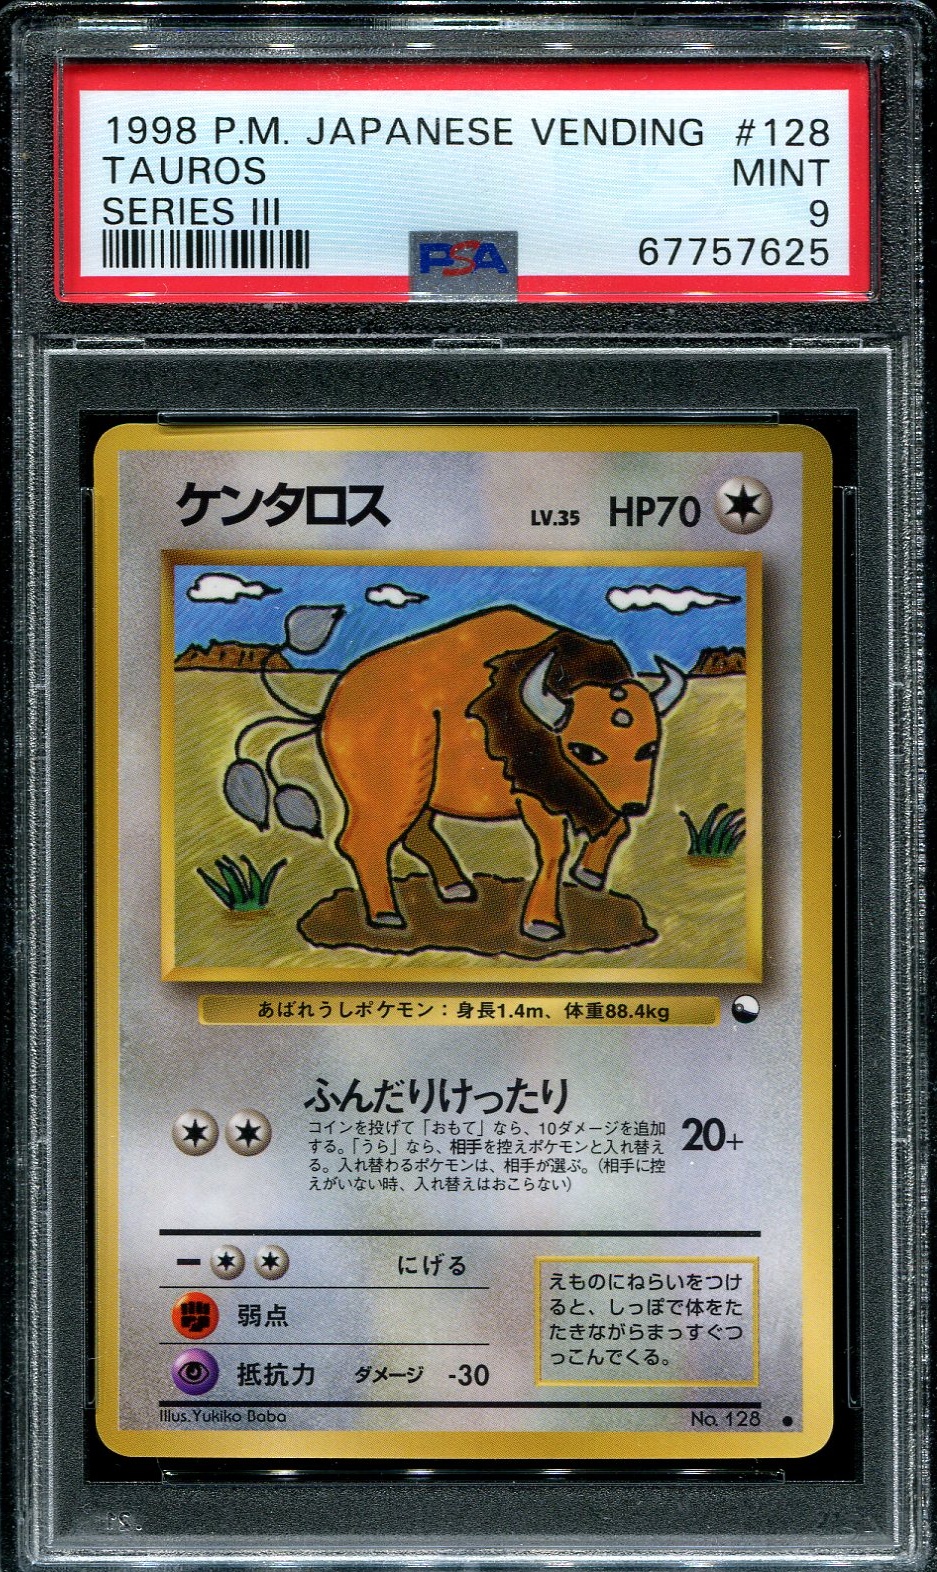 1998 P.M. JAPANESE VENDING #128
TAUROS MINT
SERIES III 9
PSA 67757625
ケンタロス LV.35 HP70
あばれうしポケモン：身長1.4m、体重88.4kg
ふんだりけったり
コインを投げて「おもて」なら、10ダメージを追加
する。「うら」なら、相手を控えポケモンと入れ替え
る。入れ替わるポケモンは、相手が選ぶ。（相手に控
えがいない時、入れ替えはおこらない）
20+
にげる
弱点
抵抗力 ダメージ -30
えものにねらいをつけ
ると、しっぽで体をた
たきながらまっすぐつ
っこんでくる。
Illus.Yukiko Baba No. 128